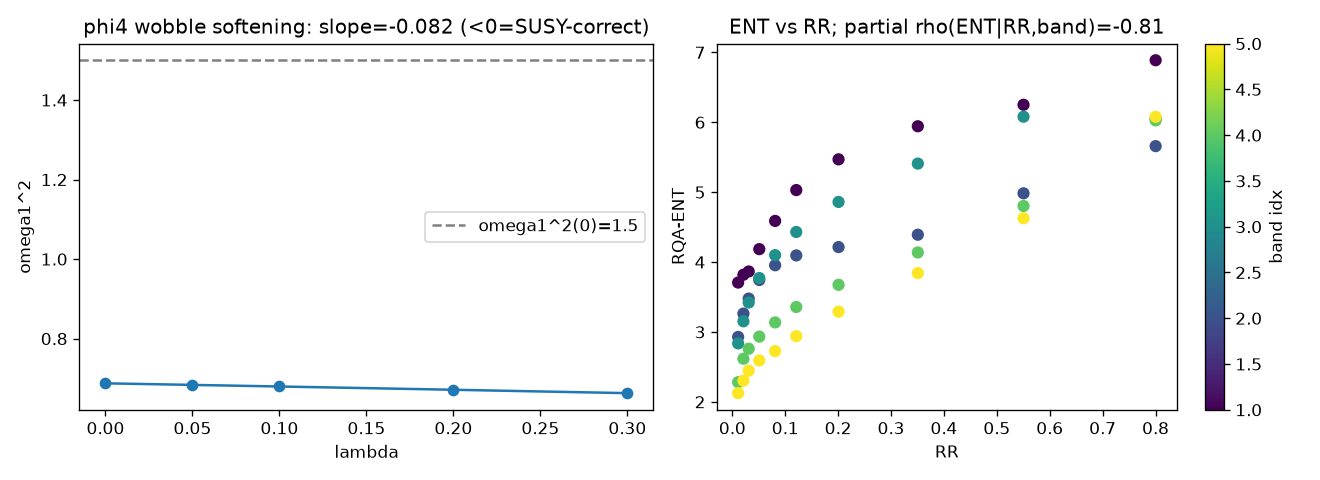 phi4 wobble softening: slope=-0.082 (<0=SUSY-correct)
omega1^2
1.4
1.2
1.0
0.8
omega1^2(0)=1.5
0.00 0.05 0.10 0.15 0.20 0.25 0.30
lambda
ENT vs RR; partial rho(ENT|RR,band)=-0.81
RQA-ENT
7
6
5
4
3
2
0.0 0.1 0.2 0.3 0.4 0.5 0.6 0.7 0.8
RR
5.0
4.5
4.0
3.5
3.0
2.5
2.0
1.5
1.0
band idx